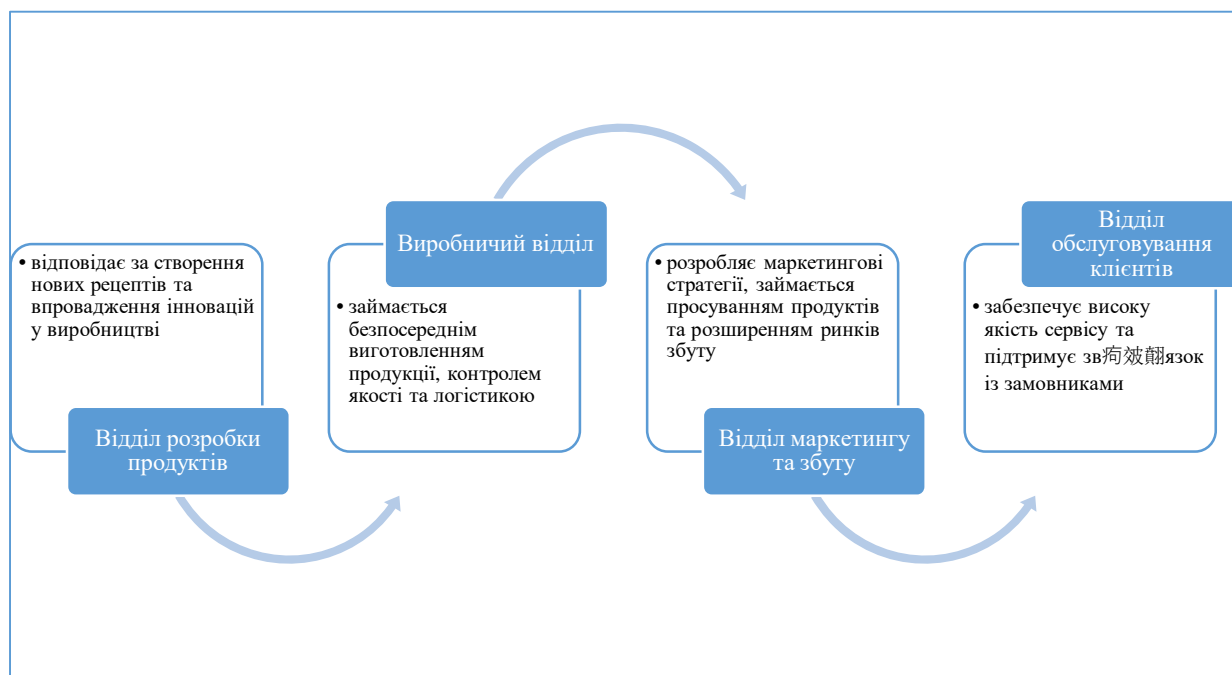 • відповідає за створення
нових рецептів та
впровадження інновацій
у виробництві
Відділ розробки
продуктів
Виробничий відділ
• займається
безпосереднім
виготовленням
продукції, контролем
якості та логістикою
• розробляє маркетингові
стратегії, займається
просуванням продуктів
та розширенням ринків
збуту
Відділ маркетингу
та збуту
Відділ
обслуговування
клієнтів
• забезпечує високу
якість сервісу та
підтримує
із замовниками